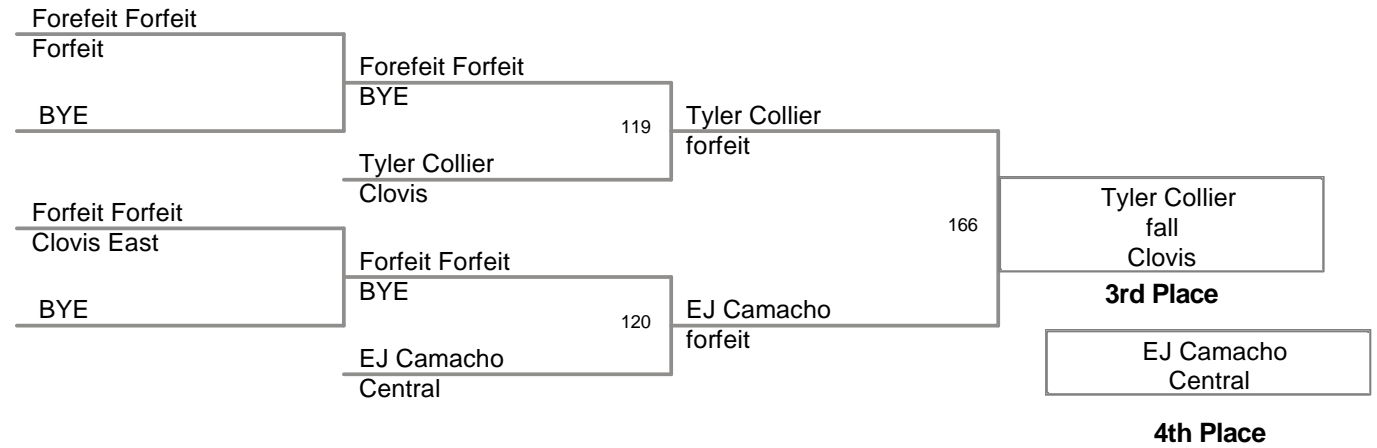 Forefeit Forfeit
Forfeit
BYE
Forfeit Forfeit
Clovis East
BYE
Forefeit Forfeit
BYE
119
Tyler Collier
Clovis
Forfeit Forfeit
BYE
120
EJ Camacho
Central
Tyler Collier
forfeit
166
EJ Camacho
forfeit
Tyler Collier
fall
Clovis
3rd Place
EJ Camacho
Central
4th Place